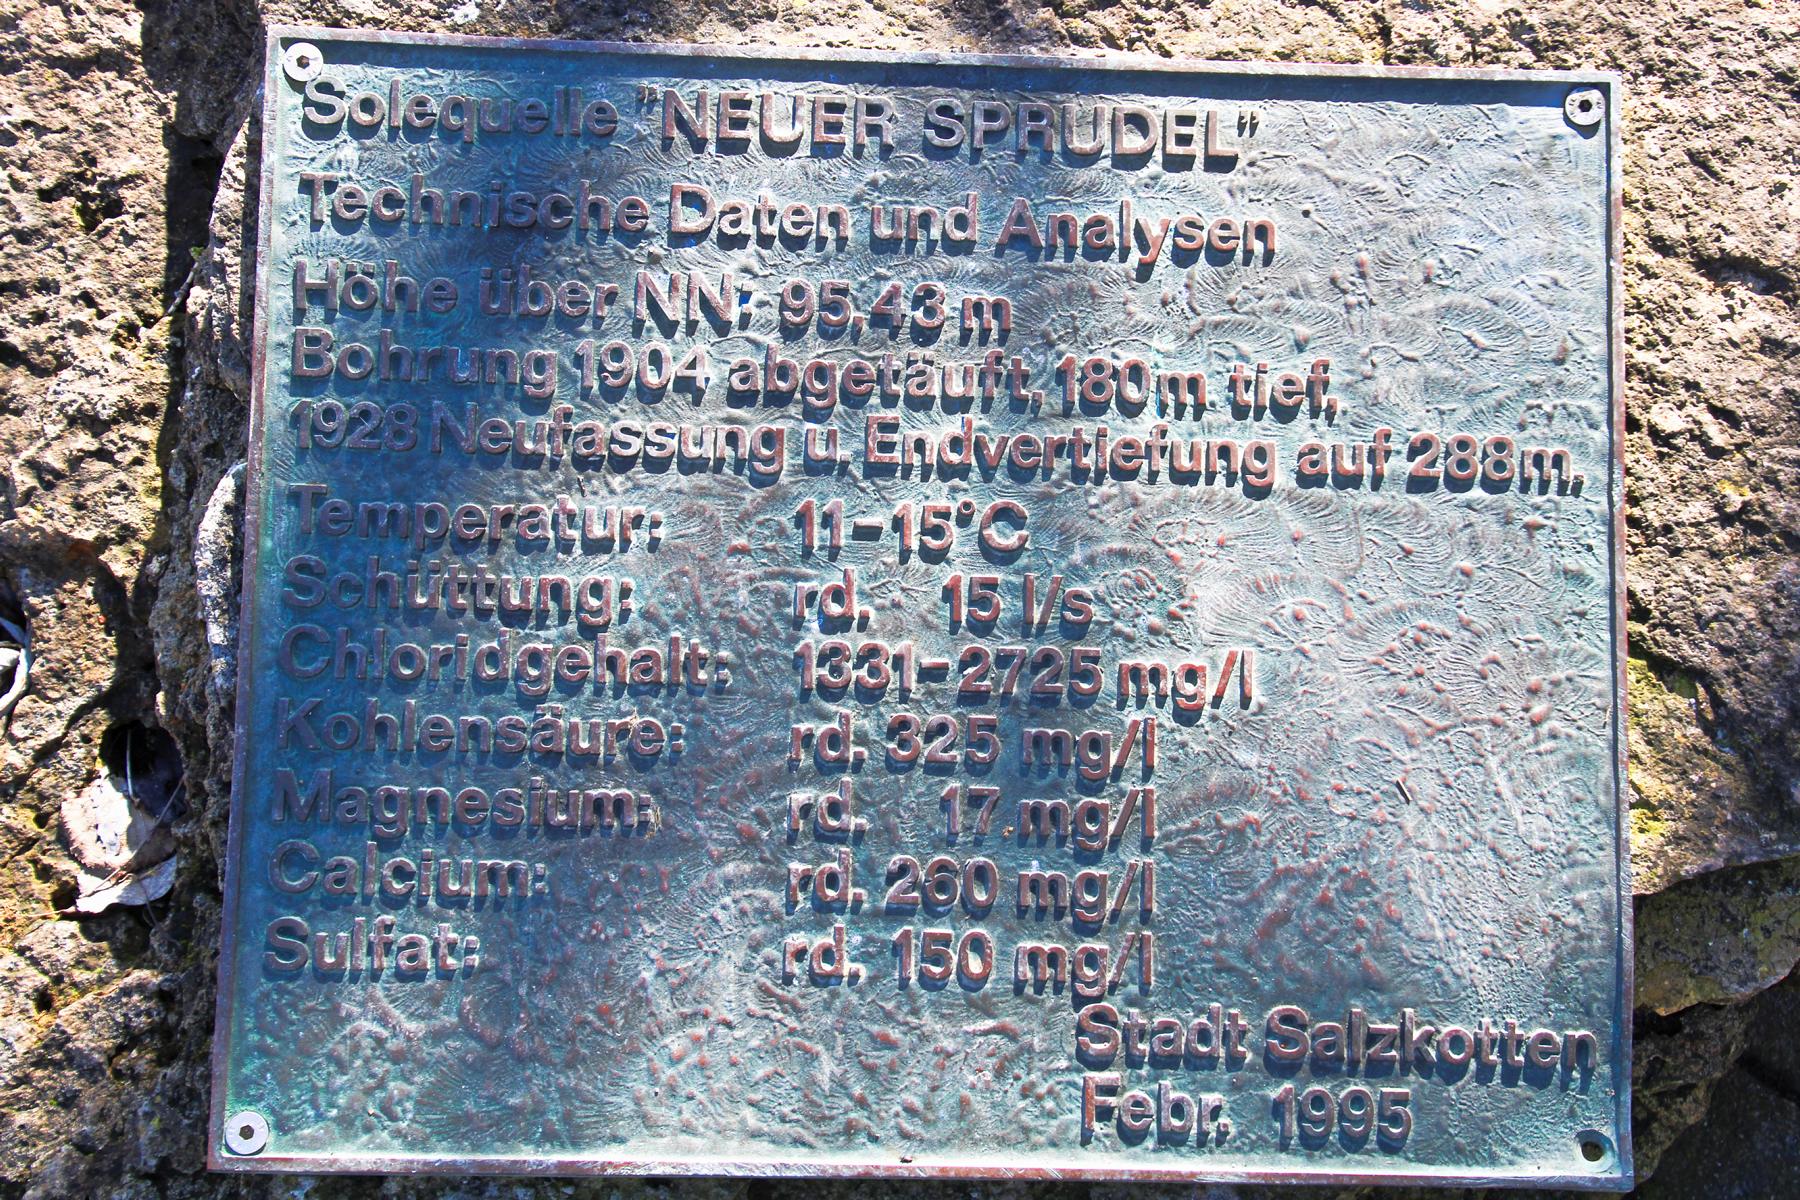 Solequelle "NEUER SPRUDEL"
Technische Daten und Analysen
Höhe über NN: 95,43 m
Bohrung 1904 abgetäuft, 180m tief,
1928 Neufassung u. Endvertiefung auf 288m.
Temperatur: 11-15°C
Schüttung: rd. 15 l/s
Chloridgehalt: 1331-2725 mg/l
Kohlensäure: rd. 325 mg/l
Magnesium: rd. 17 mg/l
Calcium: rd. 260 mg/l
Sulfat: rd. 150 mg/l
Stadt Salzkotten
Febr. 1995